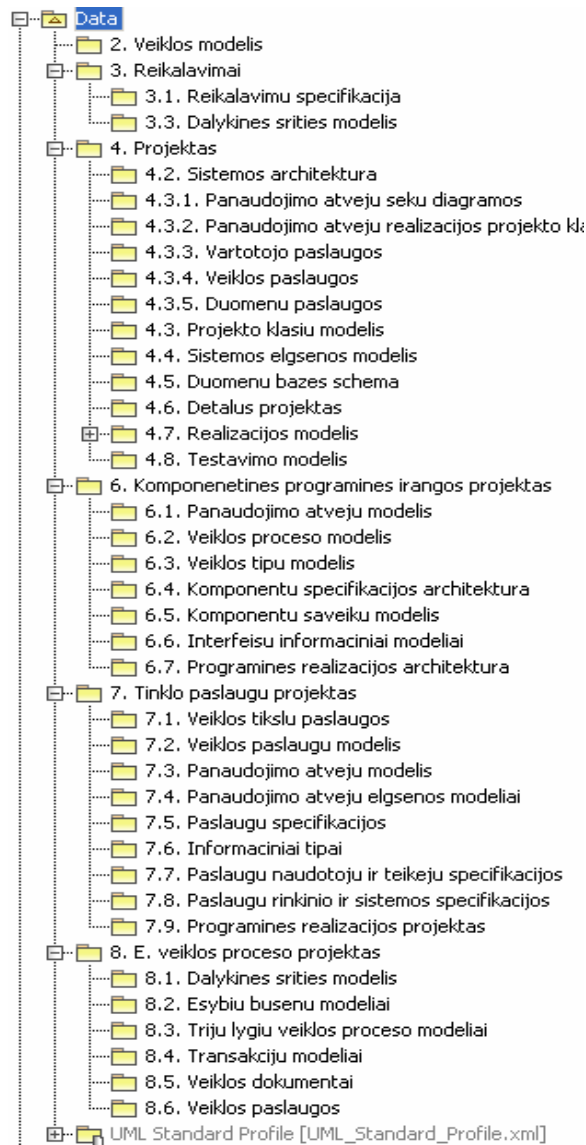 Data
2. Veiklos modelis
3. Reikalavimai
3.1. Reikalavimu specifikacija
3.3. Dalykines srities modelis
4. Projektas
4.2. Sistemos architektura
4.3.1. Panaudojimo atveju seku diagramos
4.3.2. Panaudojimo atveju realizacijos projekto kla
4.3.3. Vartotojo paslaugos
4.3.4. Veiklos paslaugos
4.3.5. Duomenu paslaugos
4.3. Projekto klasiu modelis
4.4. Sistemos elgsenos modelis
4.5. Duomenu bazes schema
4.6. Detalus projektas
4.7. Realizacijos modelis
4.8. Testavimo modelis
6. Komponenetines programines irangos projektas
6.1. Panaudojimo atveju modelis
6.2. Veiklos proceso modelis
6.3. Veiklos tipu modelis
6.4. Komponentu specifikacijos architektura
6.5. Komponentu saveiku modelis
6.6. Interfeisu informaciniai modeliai
6.7. Programines realizacijos architektura
7. Tinklo paslaugu projektas
7.1. Veiklos tikslu paslaugos
7.2. Veiklos paslaugu modelis
7.3. Panaudojimo atveju modelis
7.4. Panaudojimo atveju elgsenos modeliai
7.5. Paslaugu specifikacijos
7.6. Informaciniai tipai
7.7. Paslaugu naudotoju ir teikeju specifikacijos
7.8. Paslaugu rinkinio ir sistemos specifikacijos
7.9. Programines realizacijos projektas
8. E. veiklos proceso projektas
8.1. Dalykines srities modelis
8.2. Esybiu busenu modeliai
8.3. Triju lygiu veiklos proceso modeliai
8.4. Transakciju modeliai
8.5. Veiklos dokumentai
8.6. Veiklos paslaugos
UML Standard Profile [UML_Standard_Profile.xml]